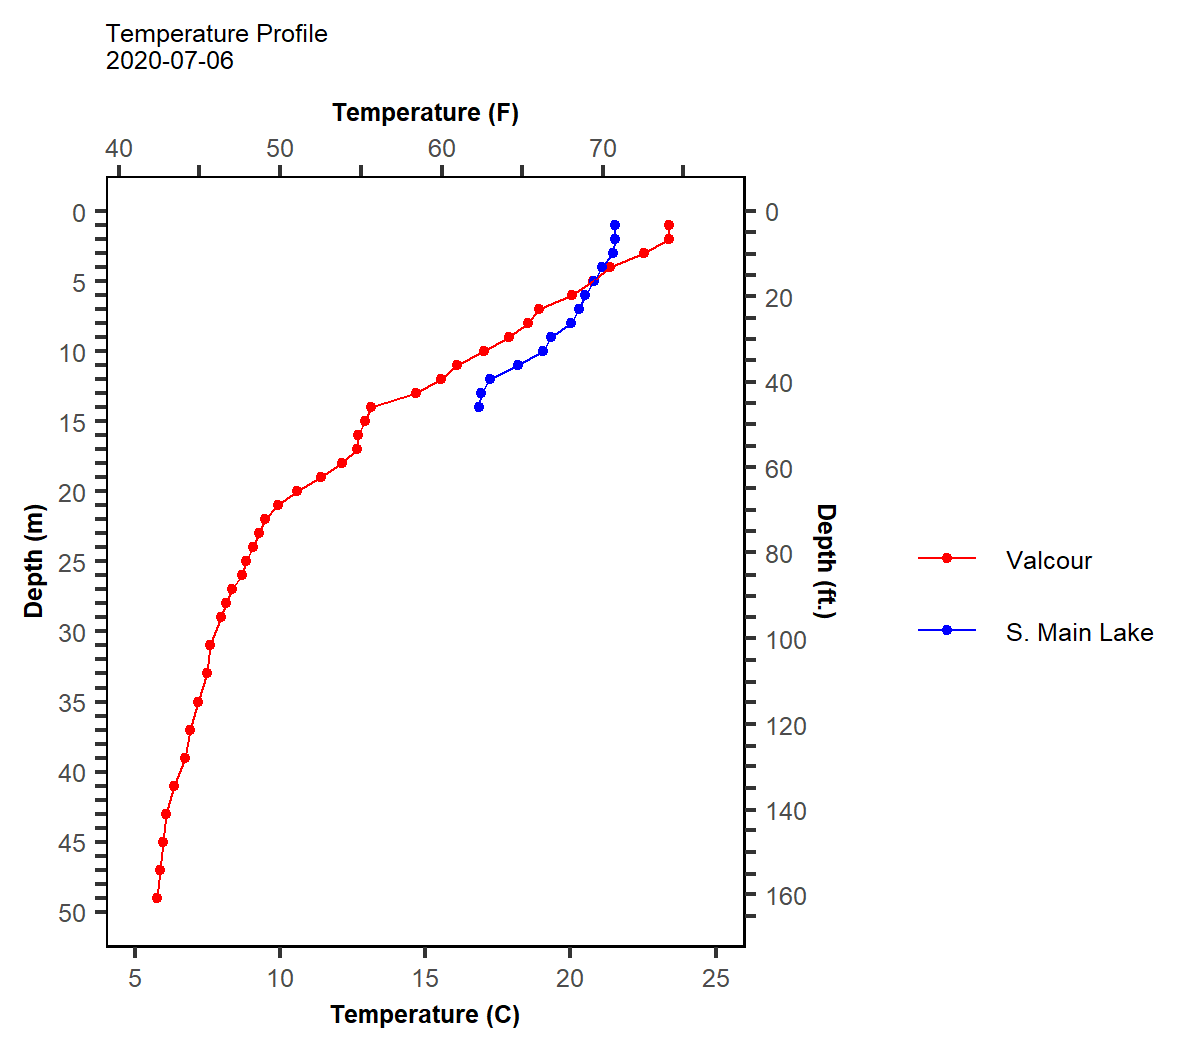 Temperature Profile
2020-07-06
Temperature (F)
40 50 60 70
0
5
10
15
20
25
30
35
40
45
50
Depth (m)
0
20
40
60
80
100
120
140
160
Depth (ft.)
Valcour
S. Main Lake
5 10 15 20 25
Temperature (C)